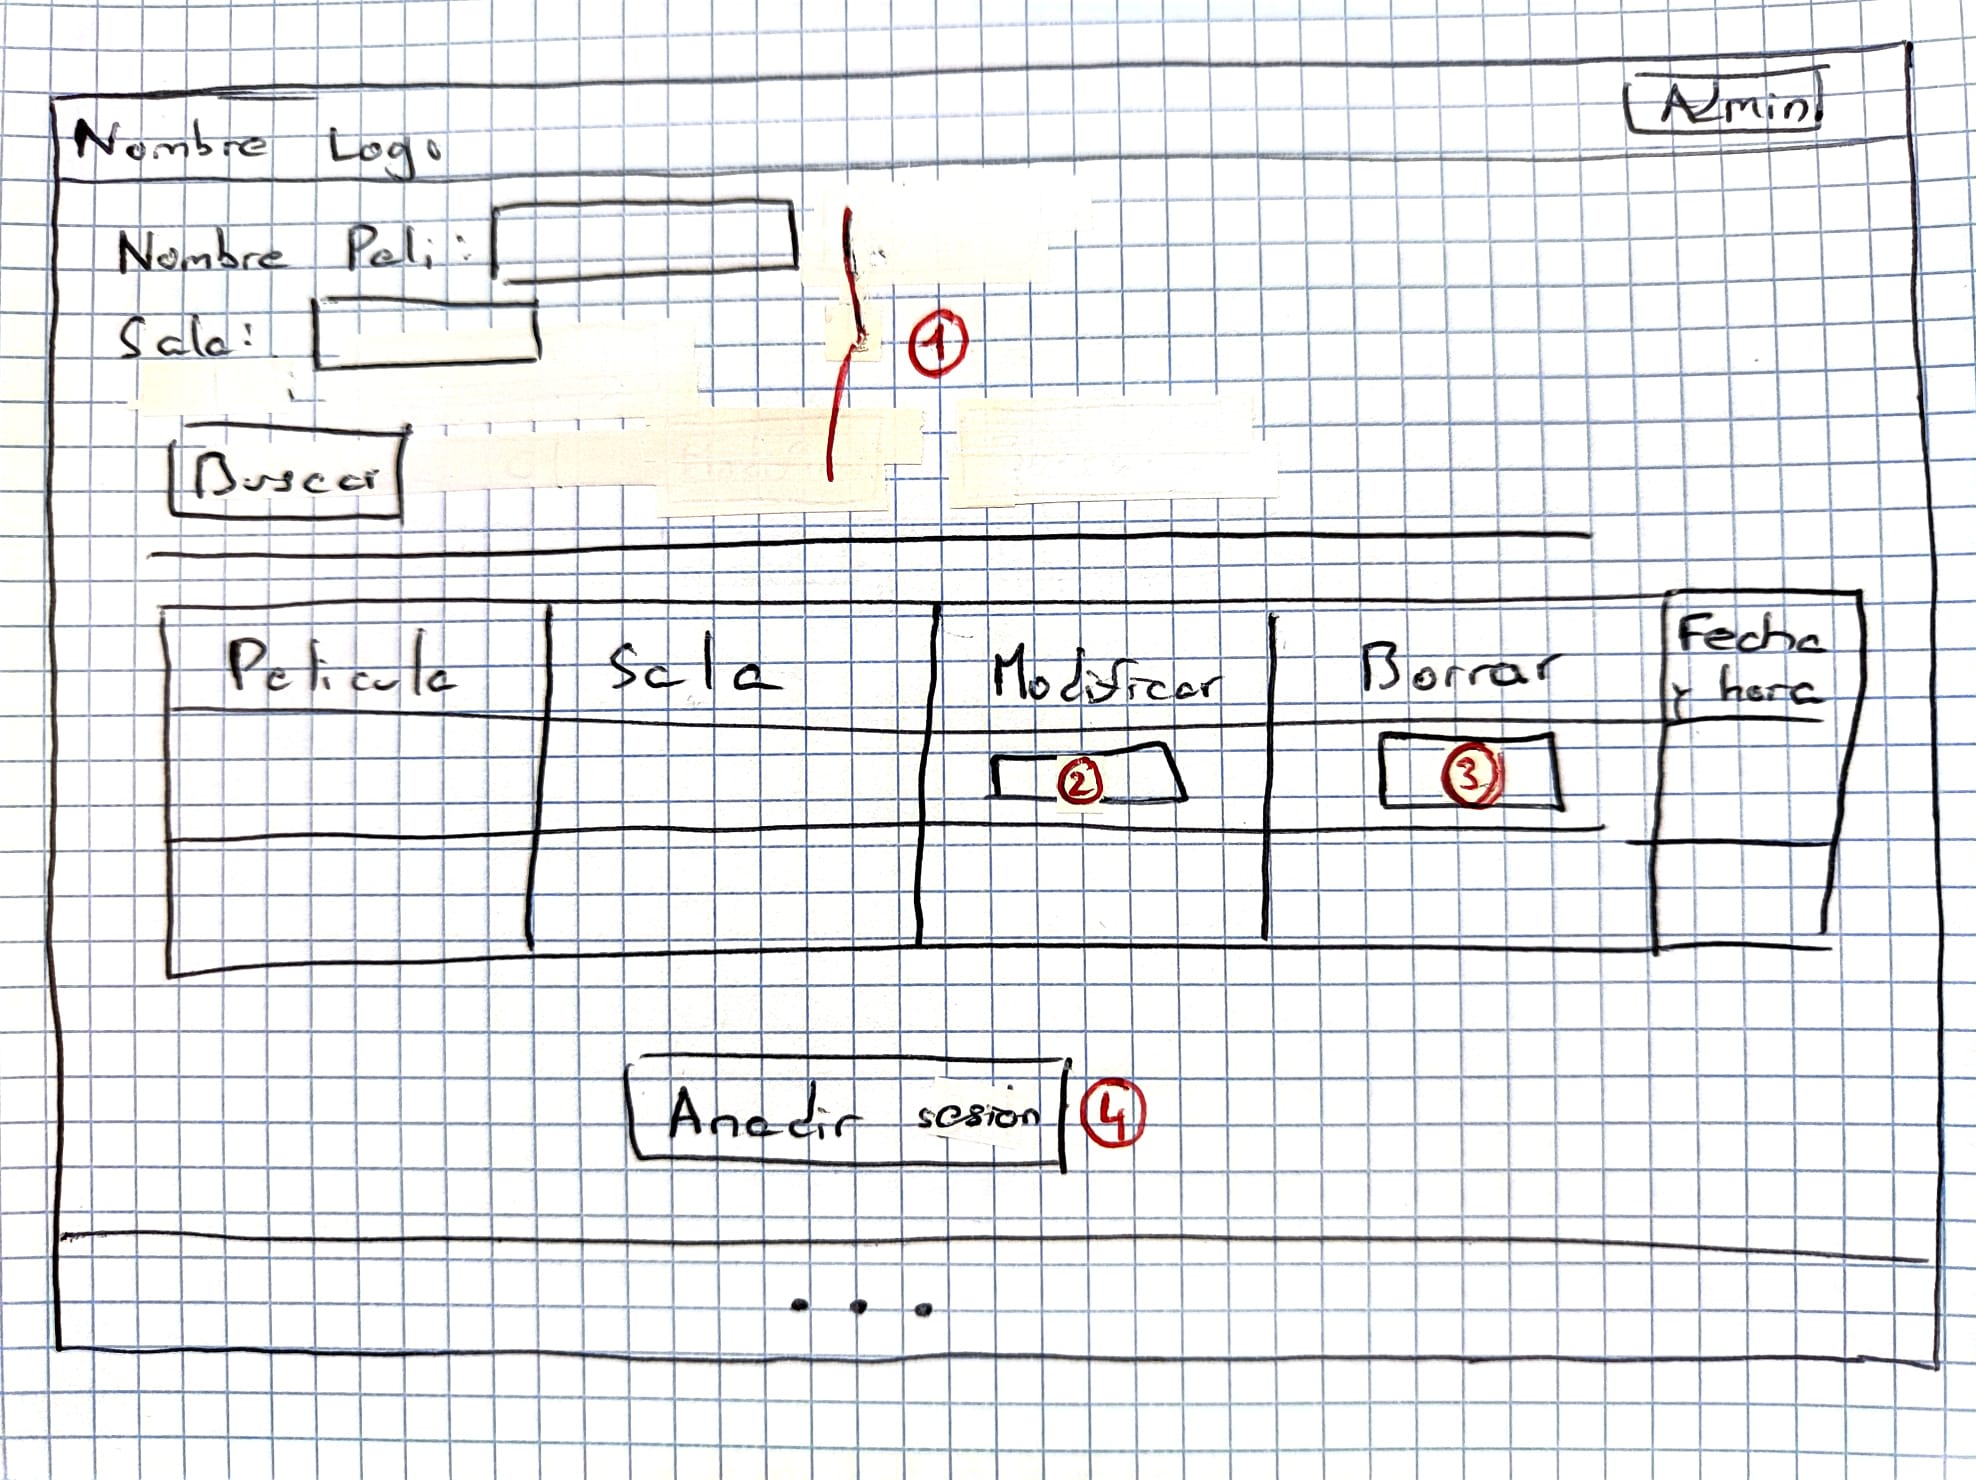 Nombre Logo
Admin
Nombre Peli:
Sala:
1
Buscar
Pelicula Sala Modificar Borrar Fecha
y hora
2 3
Anadir sesion 4
...